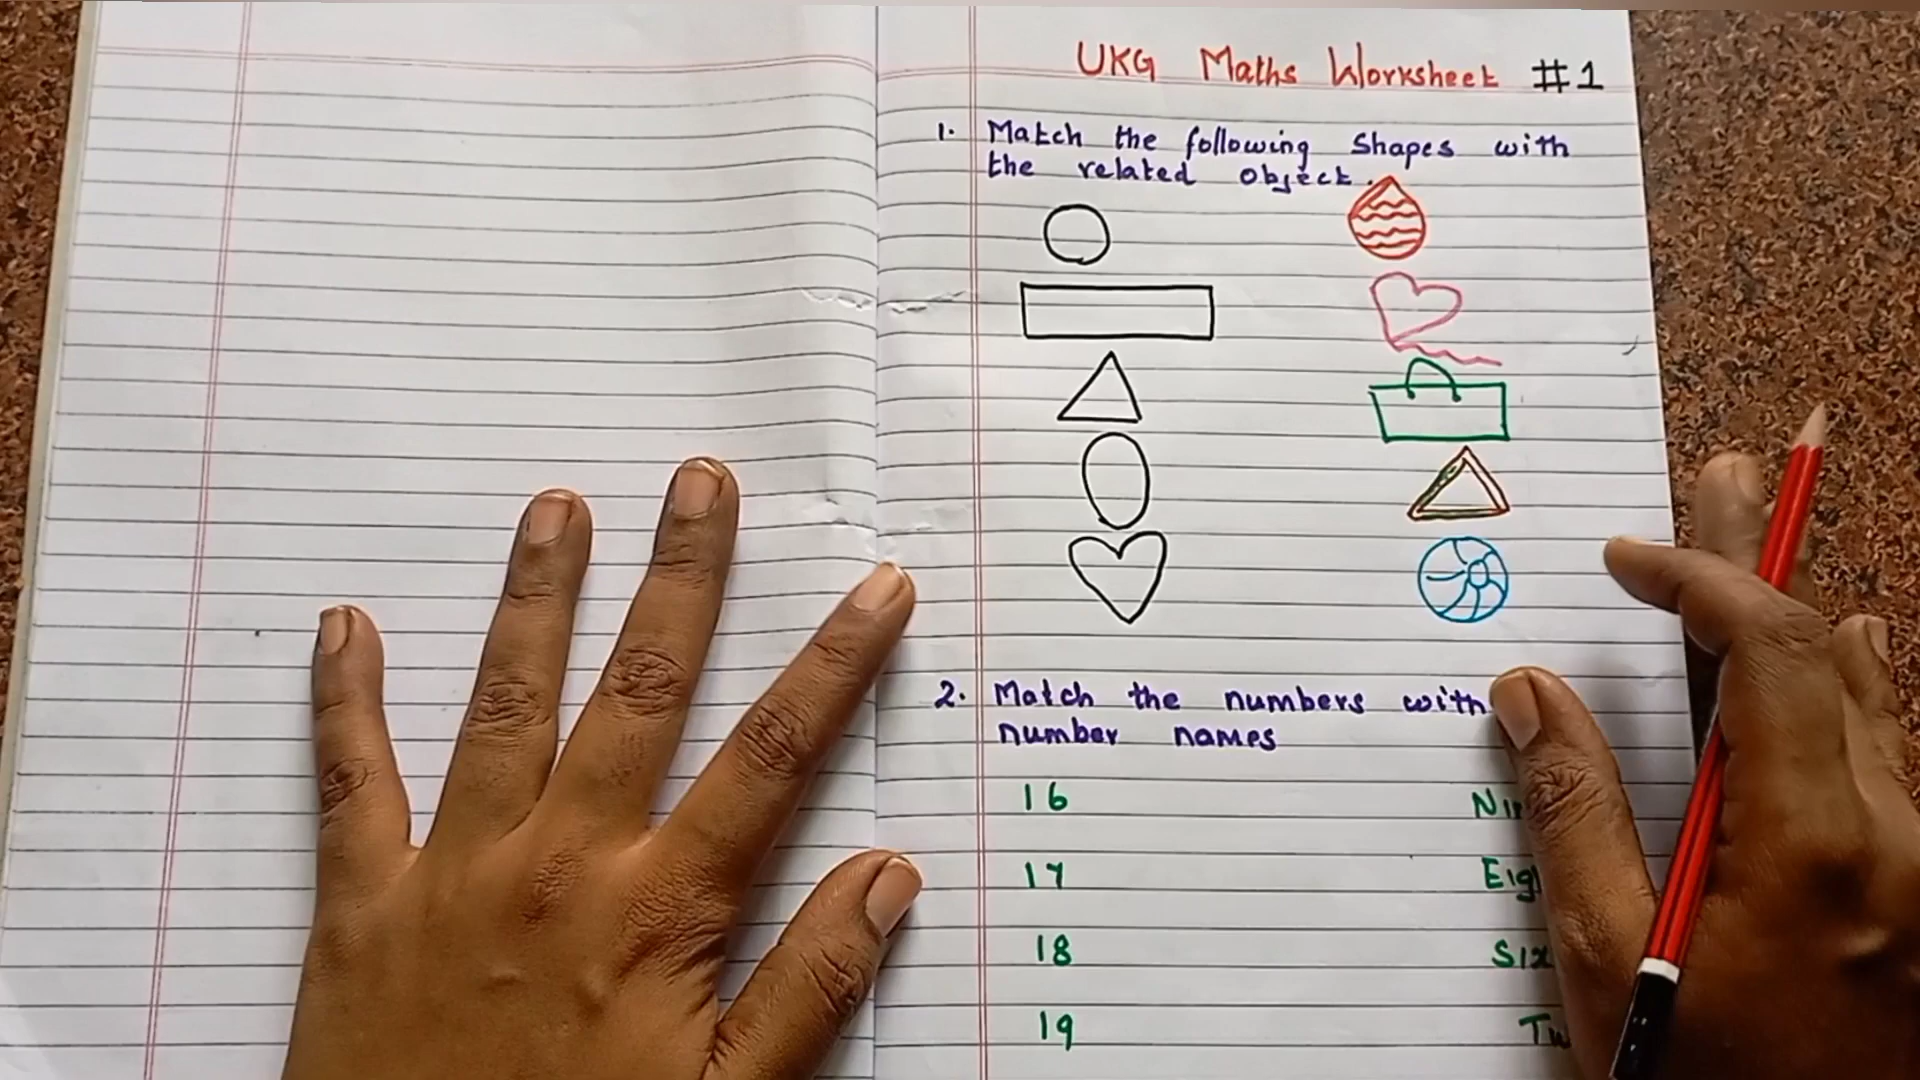 UKG Maths Worksheet #1
1. Match the following Shapes with
the related object.
2. Match the numbers with
number names
16
17
18 Six
19